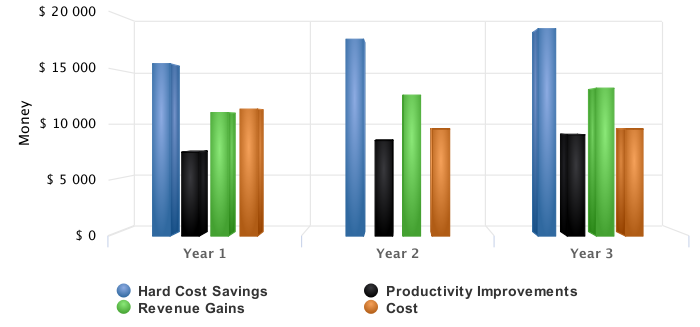 $ 20 000
$ 15 000
$ 10 000
$ 5 000
$ 0
Money
Year 1
Year 2
Year 3
Hard Cost Savings
Productivity Improvements
Revenue Gains
Cost